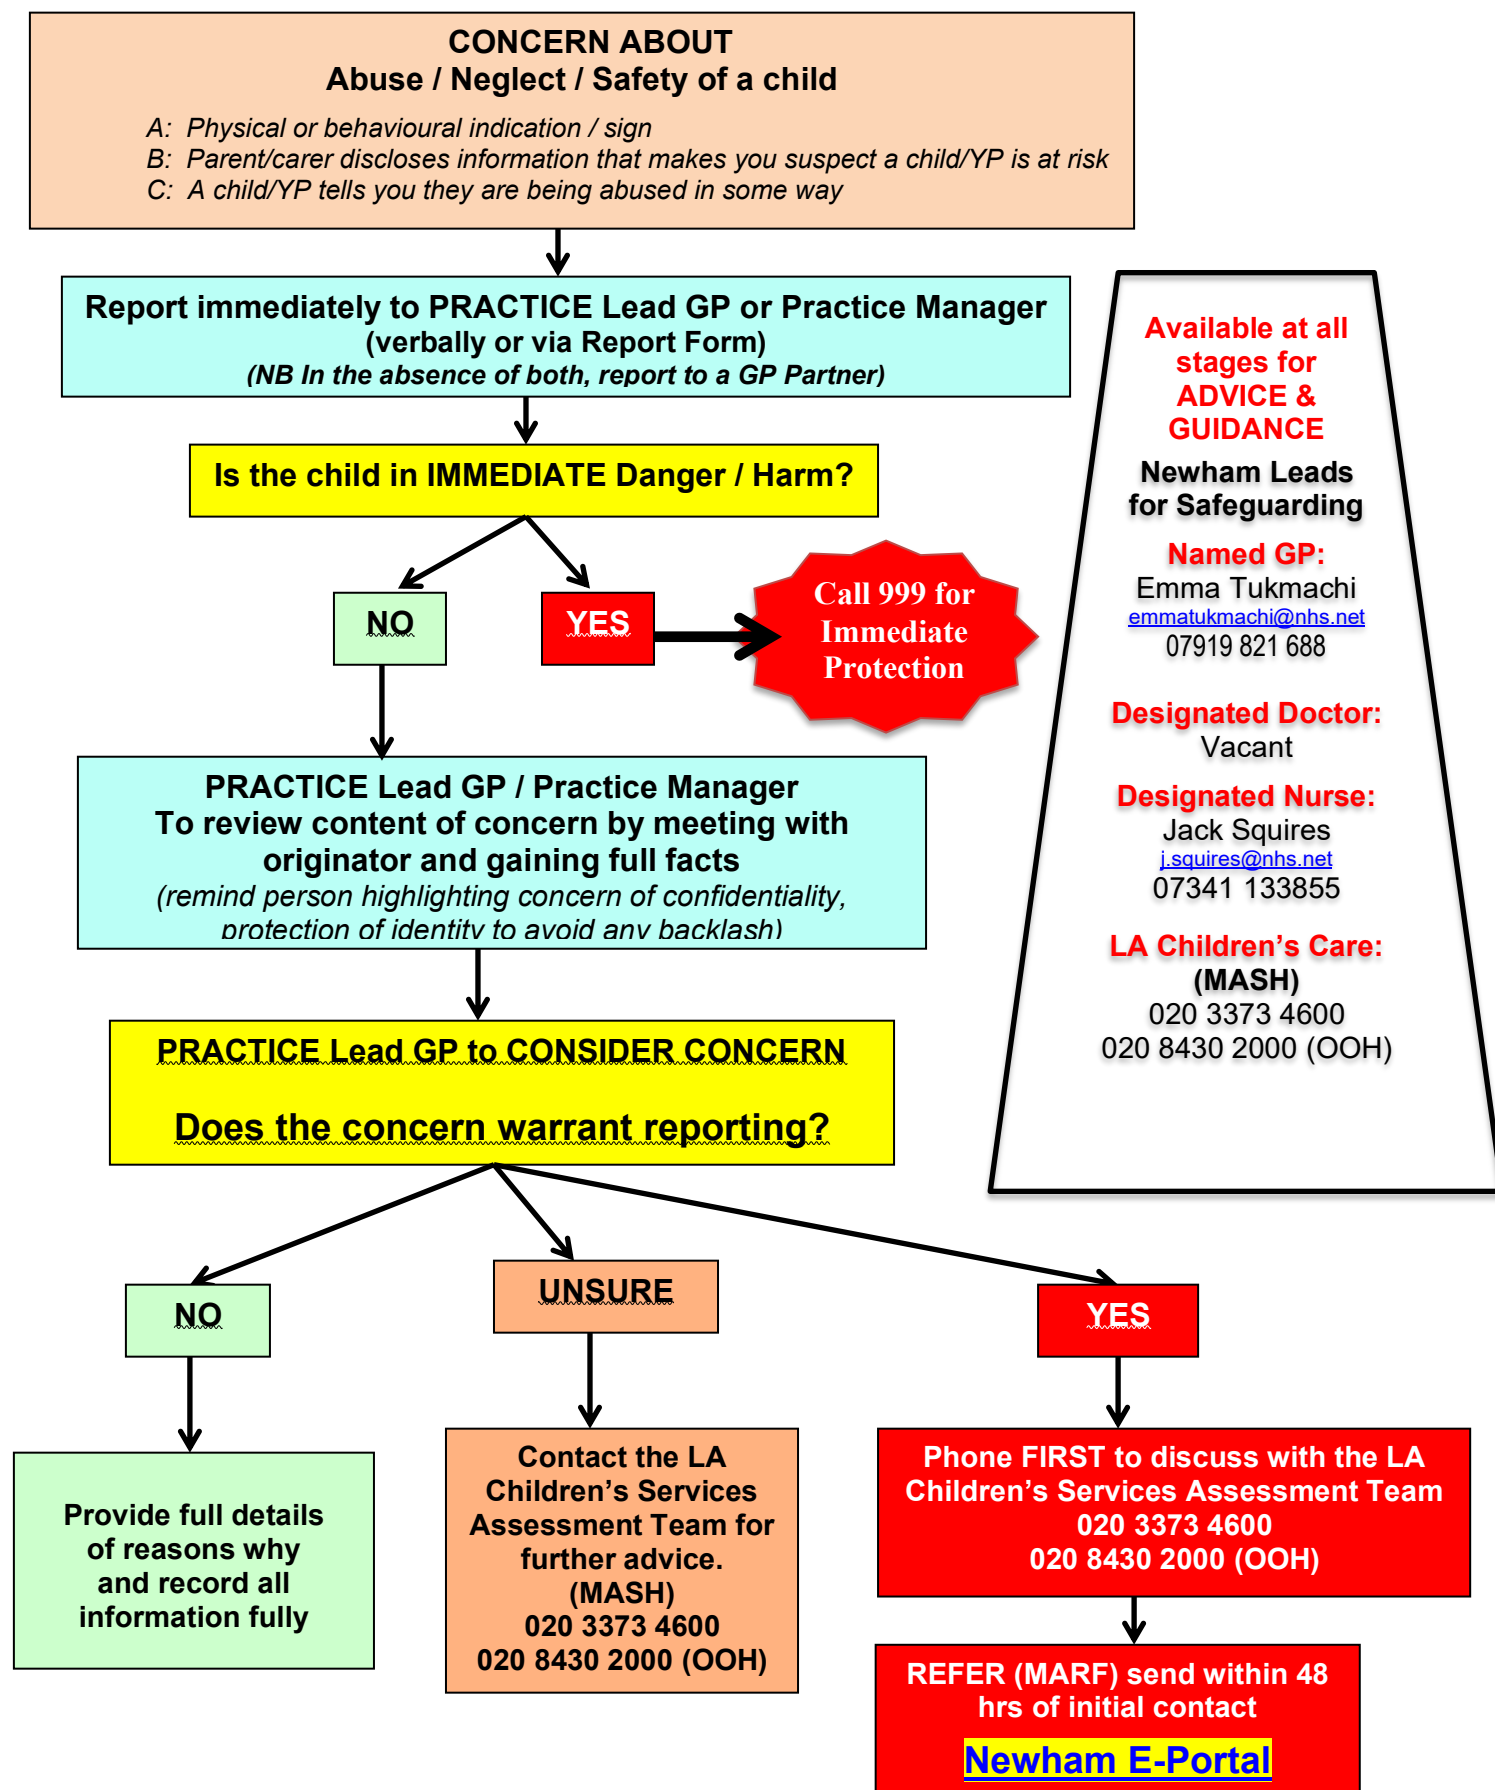 CONCERN ABOUT
Abuse / Neglect / Safety of a child
A: Physical or behavioural indication / sign
B: Parent/carer discloses information that makes you suspect a child/YP is at risk
C: A child/YP tells you they are being abused in some way
Report immediately to PRACTICE Lead GP or Practice Manager
(verbally or via Report Form)
(NB In the absence of both, report to a GP Partner)
Is the child in IMMEDIATE Danger / Harm?
NO
YES
Call 999 for
Immediate
Protection
PRACTICE Lead GP / Practice Manager
To review content of concern by meeting with
originator and gaining full facts
(remind person highlighting concern of confidentiality,
protection of identity to avoid any backlash)
PRACTICE Lead GP to CONSIDER CONCERN
Does the concern warrant reporting?
NO
UNSURE
YES
Provide full details
of reasons why
and record all
information fully
Contact the LA
Children's Services
Assessment Team for
further advice.
(MASH)
020 3373 4600
020 8430 2000 (OOH)
Phone FIRST to discuss with the LA
Children's Services Assessment Team
020 3373 4600
020 8430 2000 (OOH)
REFER (MARF) send within 48
hrs of initial contact
Newham E-Portal
Available at all
stages for
ADVICE &
GUIDANCE
Newham Leads
for Safeguarding
Named GP:
Emma Tukmachi
emmatukmachi@nhs.net
07919 821 688
Designated Doctor:
Vacant
Designated Nurse:
Jack Squires
j.squires@nhs.net
07341 133855
LA Children's Care:
(MASH)
020 3373 4600
020 8430 2000 (OOH)